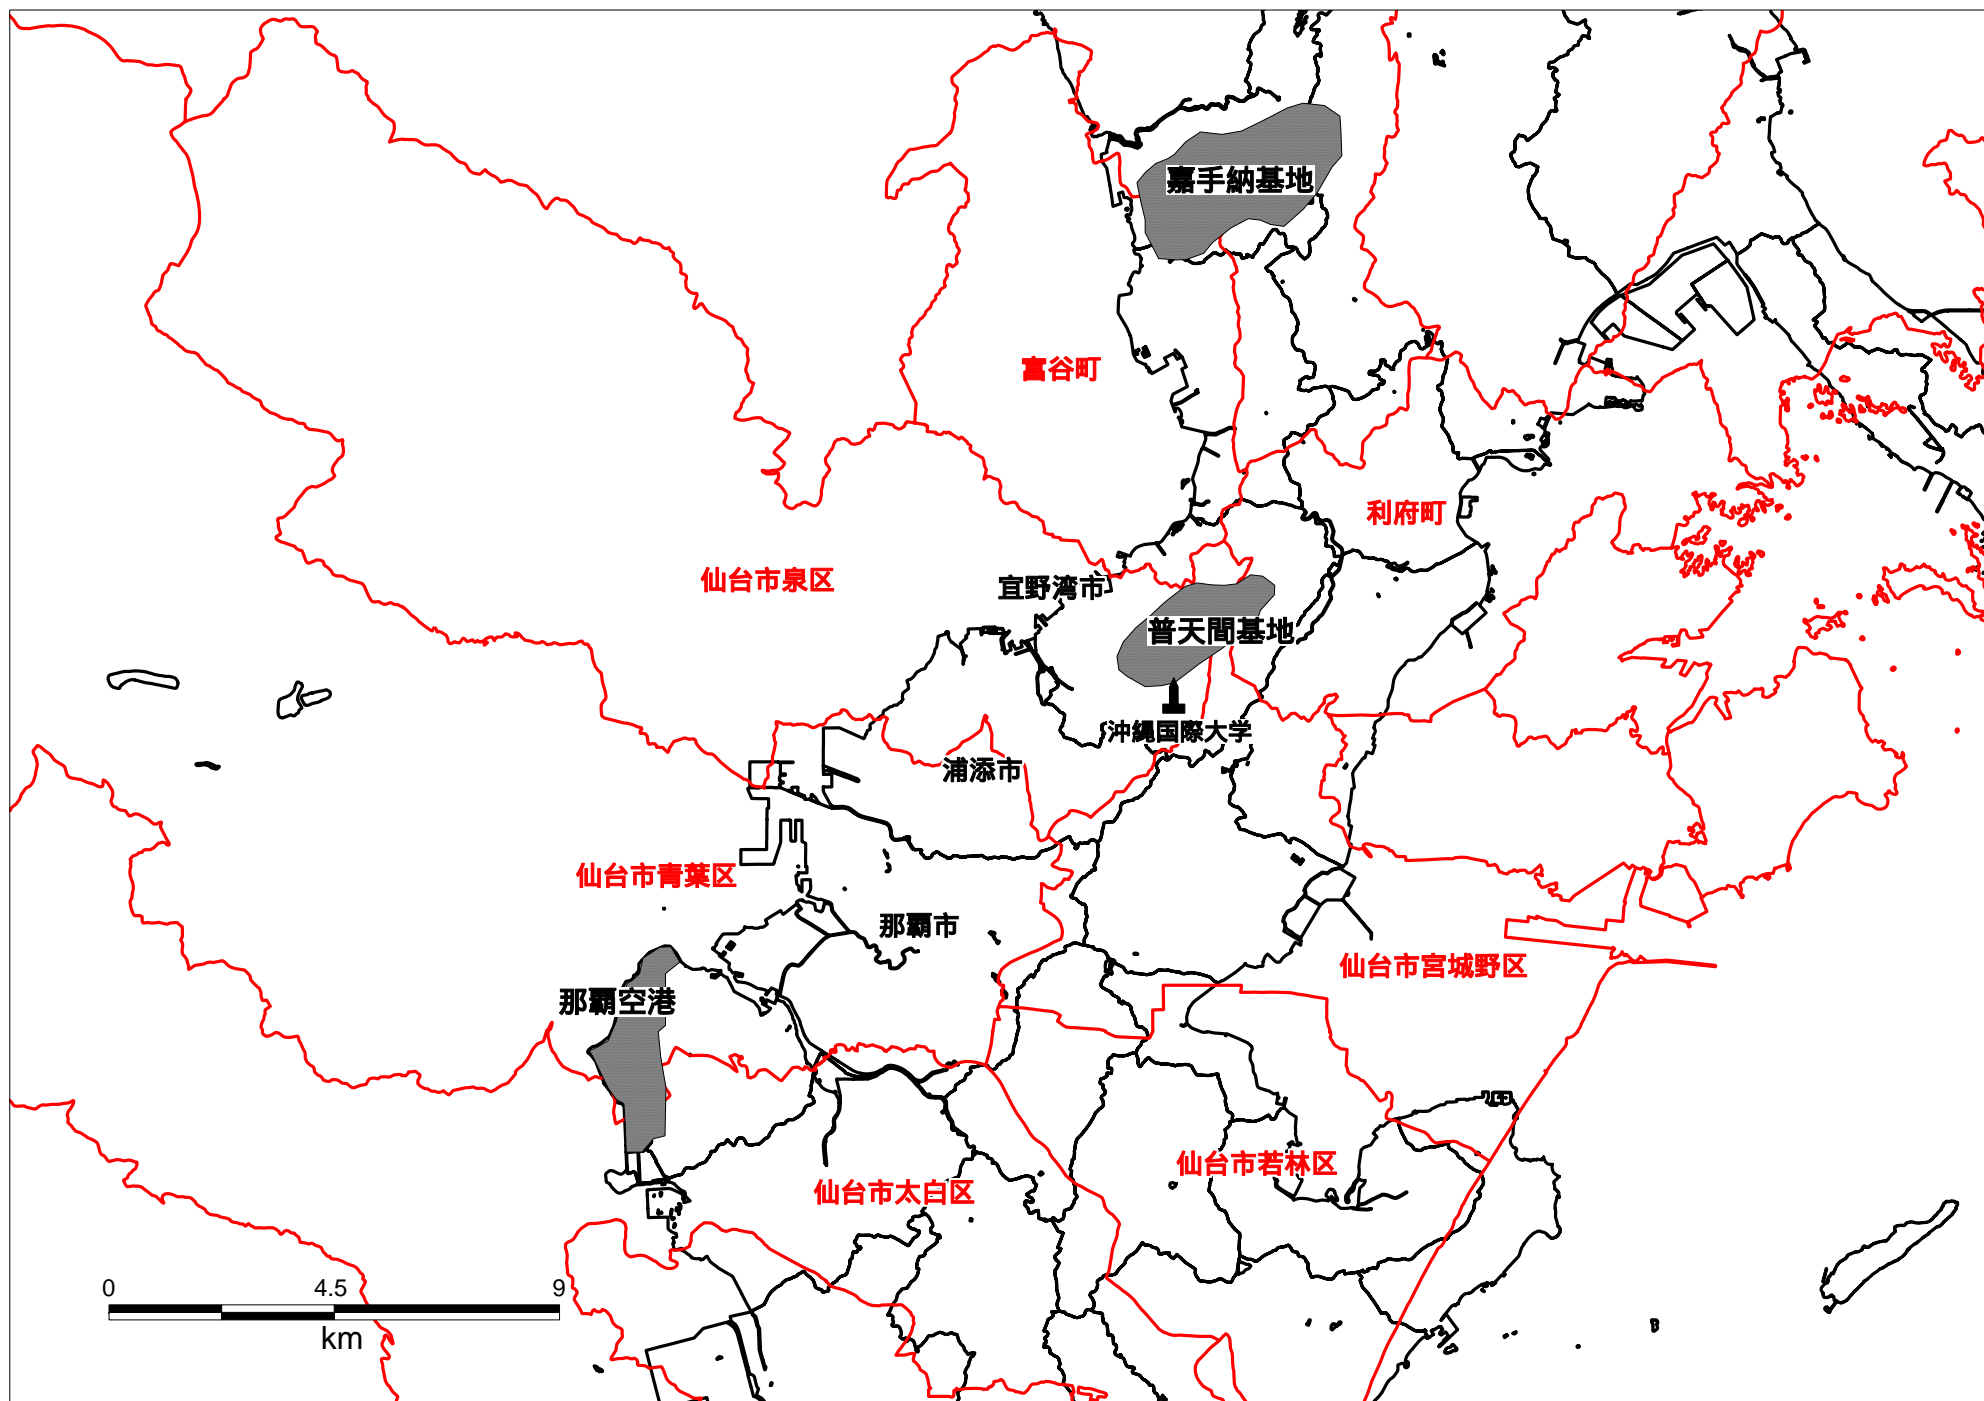 嘉手納基地
富谷町
利府町
仙台市泉区
宜野湾市
普天間基地
沖縄国際大学
浦添市
仙台市青葉区
那覇市
仙台市宮城野区
那覇空港
仙台市若林区
仙台市太白区
0 4.5 9
km